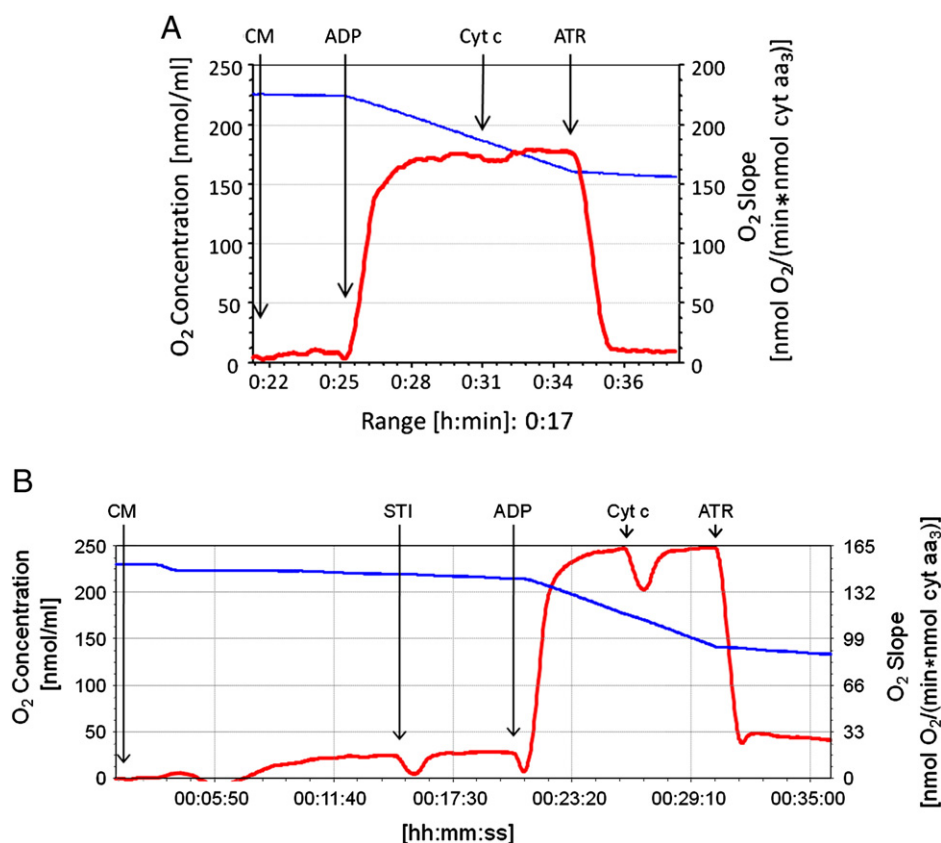 A
CM ADP Cyt c ATR
O₂ Concentration [nmol/ml]
250
200
150
100
50
0
200
150
100
50
0
O₂ Slope
[nmol O₂/(min*nmol cyt aa₃)]
0:22 0:25 0:28 0:31 0:34 0:36
Range [h:min]: 0:17
B
CM STI ADP Cyt c ATR
O₂ Concentration
[nmol/ml]
250
200
150
100
50
0
165
132
99
66
33
0
O₂ Slope
[nmol O₂/(min*nmol cyt aa₃)]
00:05:50 00:11:40 00:17:30 00:23:20 00:29:10 00:35:00
[hh:mm:ss]